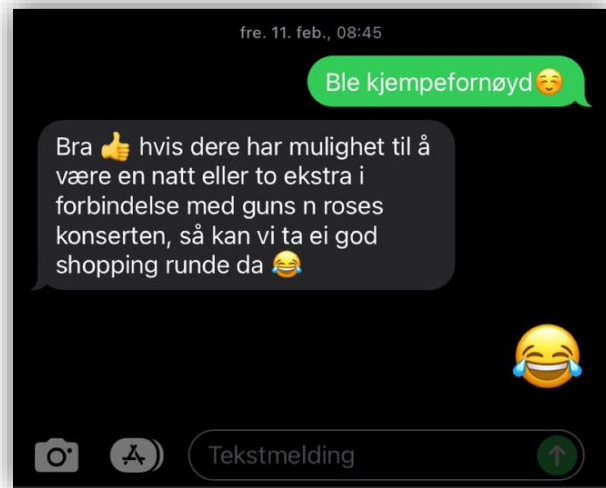 fre. 11. feb., 08:45
Ble kjempefornøyd☺️
Bra 👍 hvis dere har mulighet til å
være en natt eller to ekstra i
forbindelse med guns n roses
konserten, så kan vi ta ei god
shopping runde da 😂
😂
Tekstmelding